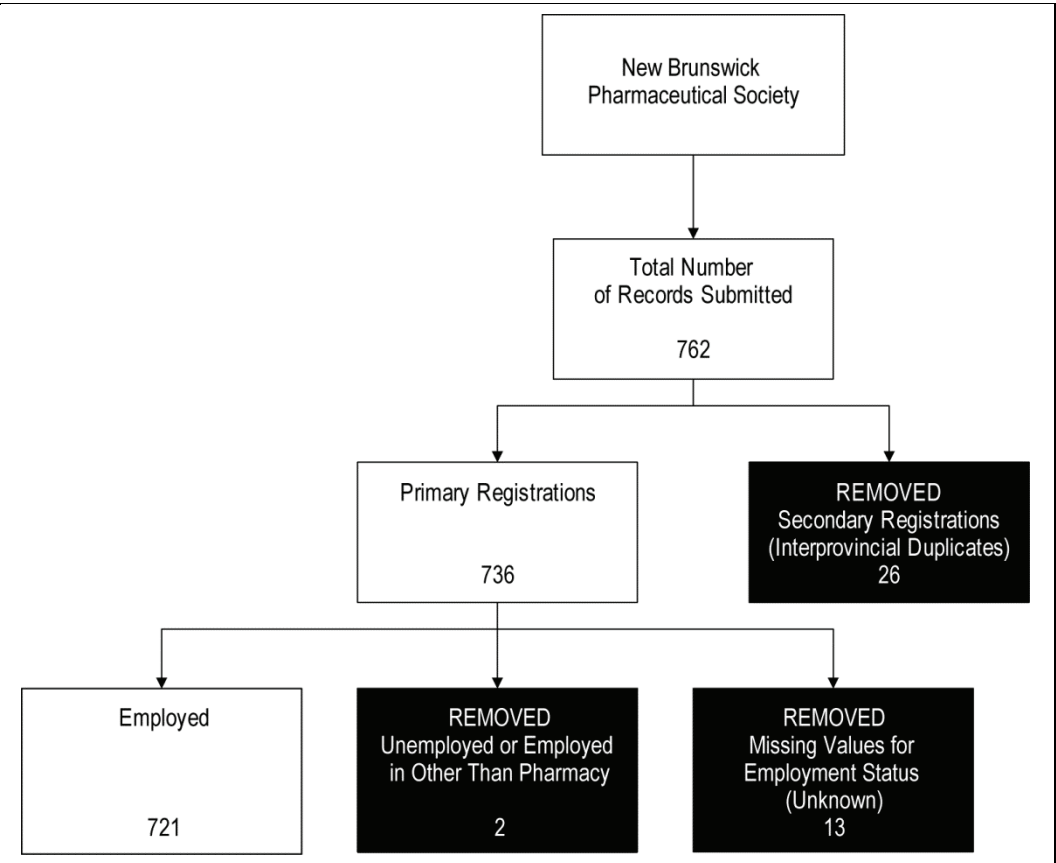 New Brunswick
Pharmaceutical Society
Total Number
of Records Submitted
762
Primary Registrations
736
REMOVED
Secondary Registrations
(Interprovincial Duplicates)
26
Employed
721
REMOVED
Unemployed or Employed
in Other Than Pharmacy
2
REMOVED
Missing Values for
Employment Status
(Unknown)
13